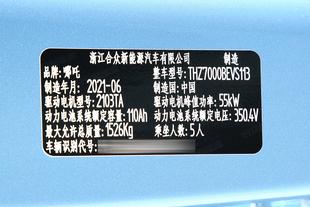 浙江合众新能源汽车有限公司 制造
品牌：哪吒 整车型号：THZ7000BEVS113
制造年月：2021-06 制造国：中国
驱动电机型号：2103TA 驱动电机峰值功率：55kW
动力电池系统额定容量：110Ah 动力电池系统额定电压：350.4V
最大允许总质量：1526kg 乘坐人数：5人
车辆识别代号：